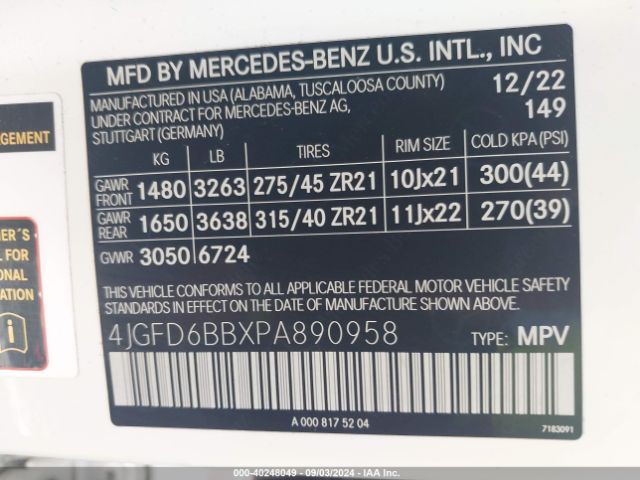 MFD BY MERCEDES-BENZ U.S. INTL., INC
MANUFACTURED IN USA (ALABAMA, TUSCALOOSA COUNTY) 12/22
UNDER CONTRACT FOR MERCEDES-BENZ AG, 149
STUTTGART (GERMANY)
KG LB TIRES RIM SIZE COLD KPA (PSI)
GAWR FRONT 1480 3263 275/45 ZR21 10Jx21 300(44)
GAWR REAR 1650 3638 315/40 ZR21 11Jx22 270(39)
GVWR 3050 6724
THIS VEHICLE CONFORMS TO ALL APPLICABLE FEDERAL MOTOR VEHICLE SAFETY
STANDARDS IN EFFECT ON THE DATE OF MANUFACTURE SHOWN ABOVE.
4JGFD6BBXPA890958 TYPE: MPV
A 000 817 52 04
7183091
000-40248049 - 09/03/2024 - IAA Inc.